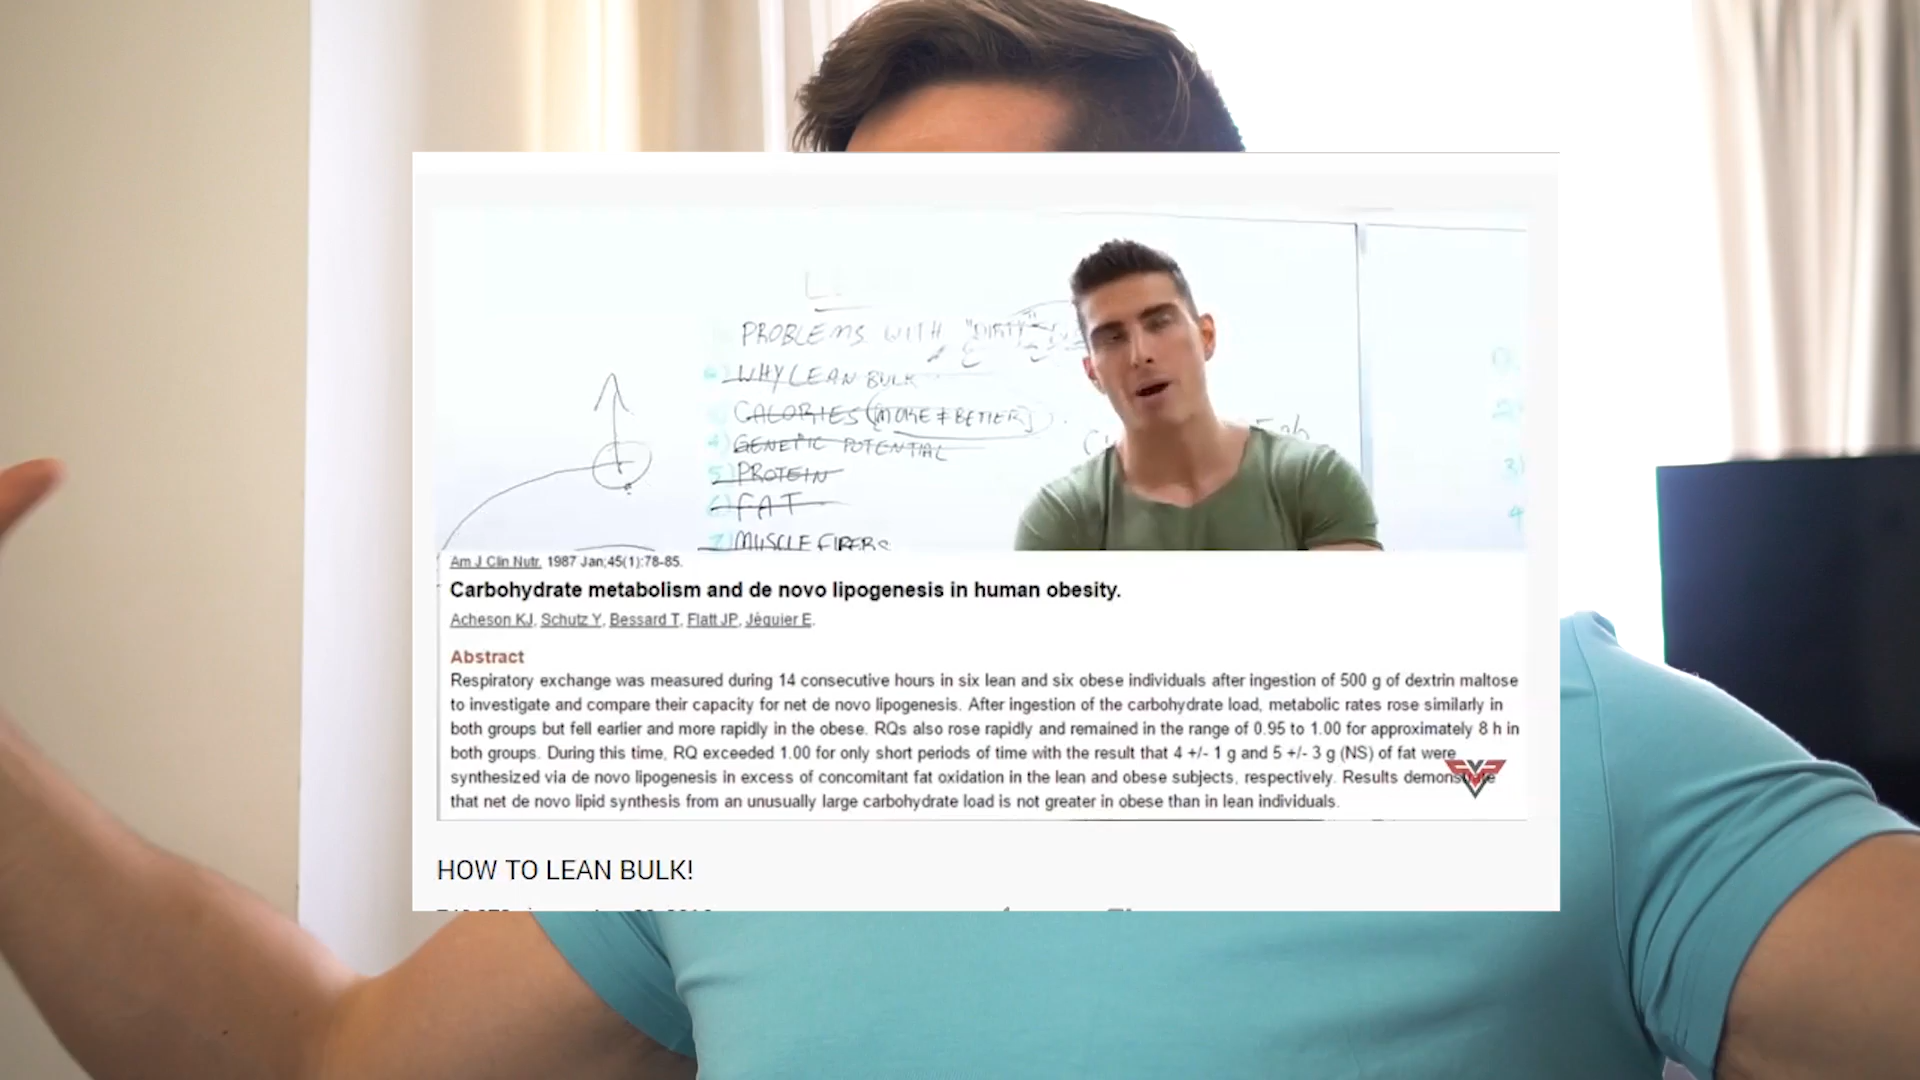 PROBLEMS WITH "DIRTY"
WHY LEAN BULK
CALORIES (MORE ≠ BETTER)
4) GENETIC POTENTIAL
5) PROTEIN
6) FAT
7) MUSCLE FIBERS
3)
4
Am J Clin Nutr. 1987 Jan;45(1):78-85.
Carbohydrate metabolism and de novo lipogenesis in human obesity.
Acheson KJ, Schutz Y, Bessard T, Flatt JP, Jéquier E.
Abstract
Respiratory exchange was measured during 14 consecutive hours in six lean and six obese individuals after ingestion of 500 g of dextrin maltose
to investigate and compare their capacity for net de novo lipogenesis. After ingestion of the carbohydrate load, metabolic rates rose similarly in
both groups but fell earlier and more rapidly in the obese. RQs also rose rapidly and remained in the range of 0.95 to 1.00 for approximately 8 h in
both groups. During this time, RQ exceeded 1.00 for only short periods of time with the result that 4 +/- 1 g and 5 +/- 3 g (NS) of fat were
synthesized via de novo lipogenesis in excess of concomitant fat oxidation in the lean and obese subjects, respectively. Results demonstrate
that net de novo lipid synthesis from an unusually large carbohydrate load is not greater in obese than in lean individuals.
HOW TO LEAN BULK!